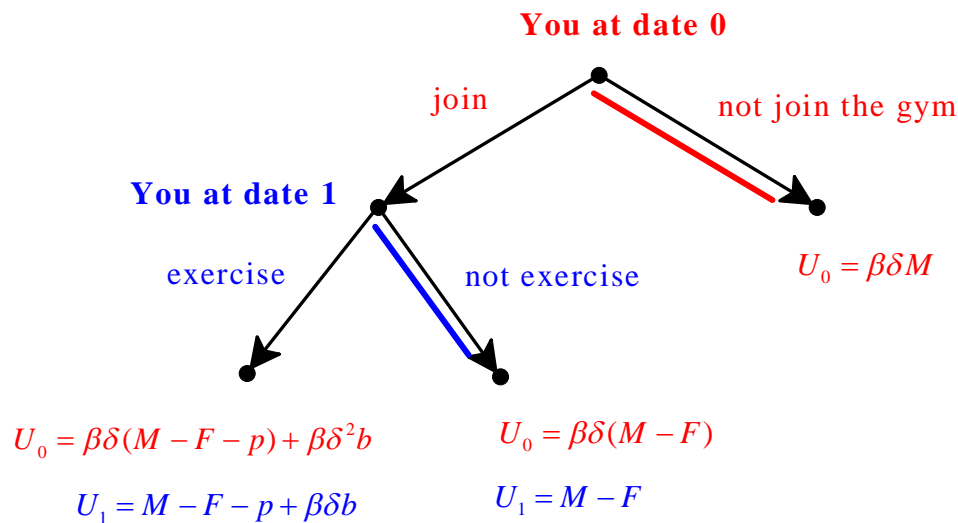 You at date 0
join
not join the gym
You at date 1
exercise
not exercise
U₀ = βδM
U₀ = βδ(M − F − p) + βδ²b
U₀ = βδ(M − F)
U₁ = M − F − p + βδb
U₁ = M − F